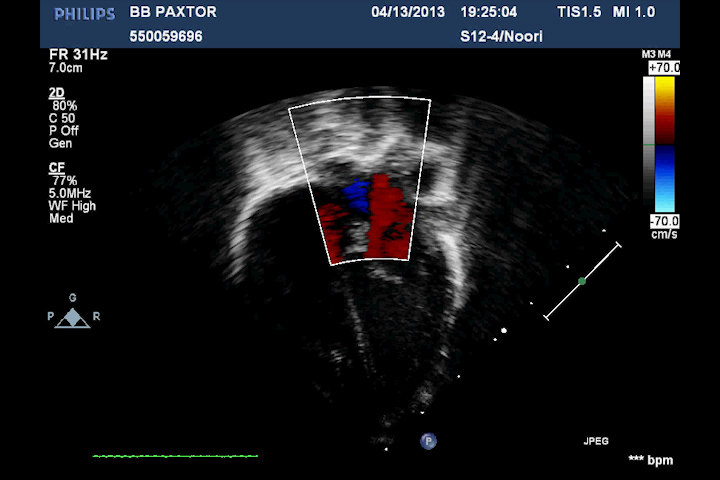 PHILIPS
BB PAXTOR
04/13/2013
19:25:04
TIS1.5
MI 1.0
550059696
S12-4/Noori
FR 31Hz
7.0cm
2D
80%
C 50
P Off
Gen
CF
77%
5.0MHz
WF High
Med
M3 M4
+70.0
-70.0
cm/s
G
P
R
P
JPEG
*** bpm